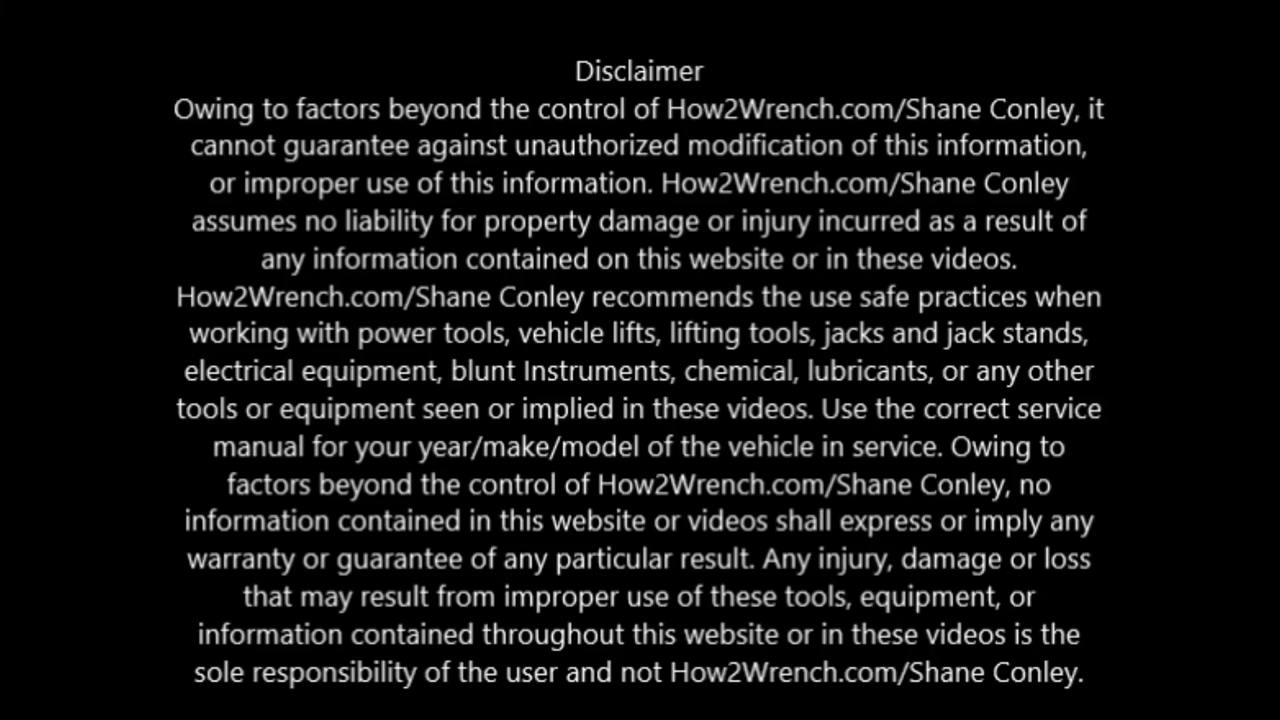 Disclaimer
Owing to factors beyond the control of How2Wrench.com/Shane Conley, it
cannot guarantee against unauthorized modification of this information,
or improper use of this information. How2Wrench.com/Shane Conley
assumes no liability for property damage or injury incurred as a result of
any information contained on this website or in these videos.
How2Wrench.com/Shane Conley recommends the use safe practices when
working with power tools, vehicle lifts, lifting tools, jacks and jack stands,
electrical equipment, blunt Instruments, chemical, lubricants, or any other
tools or equipment seen or implied in these videos. Use the correct service
manual for your year/make/model of the vehicle in service. Owing to
factors beyond the control of How2Wrench.com/Shane Conley, no
information contained in this website or videos shall express or imply any
warranty or guarantee of any particular result. Any injury, damage or loss
that may result from improper use of these tools, equipment, or
information contained throughout this website or in these videos is the
sole responsibility of the user and not How2Wrench.com/Shane Conley.